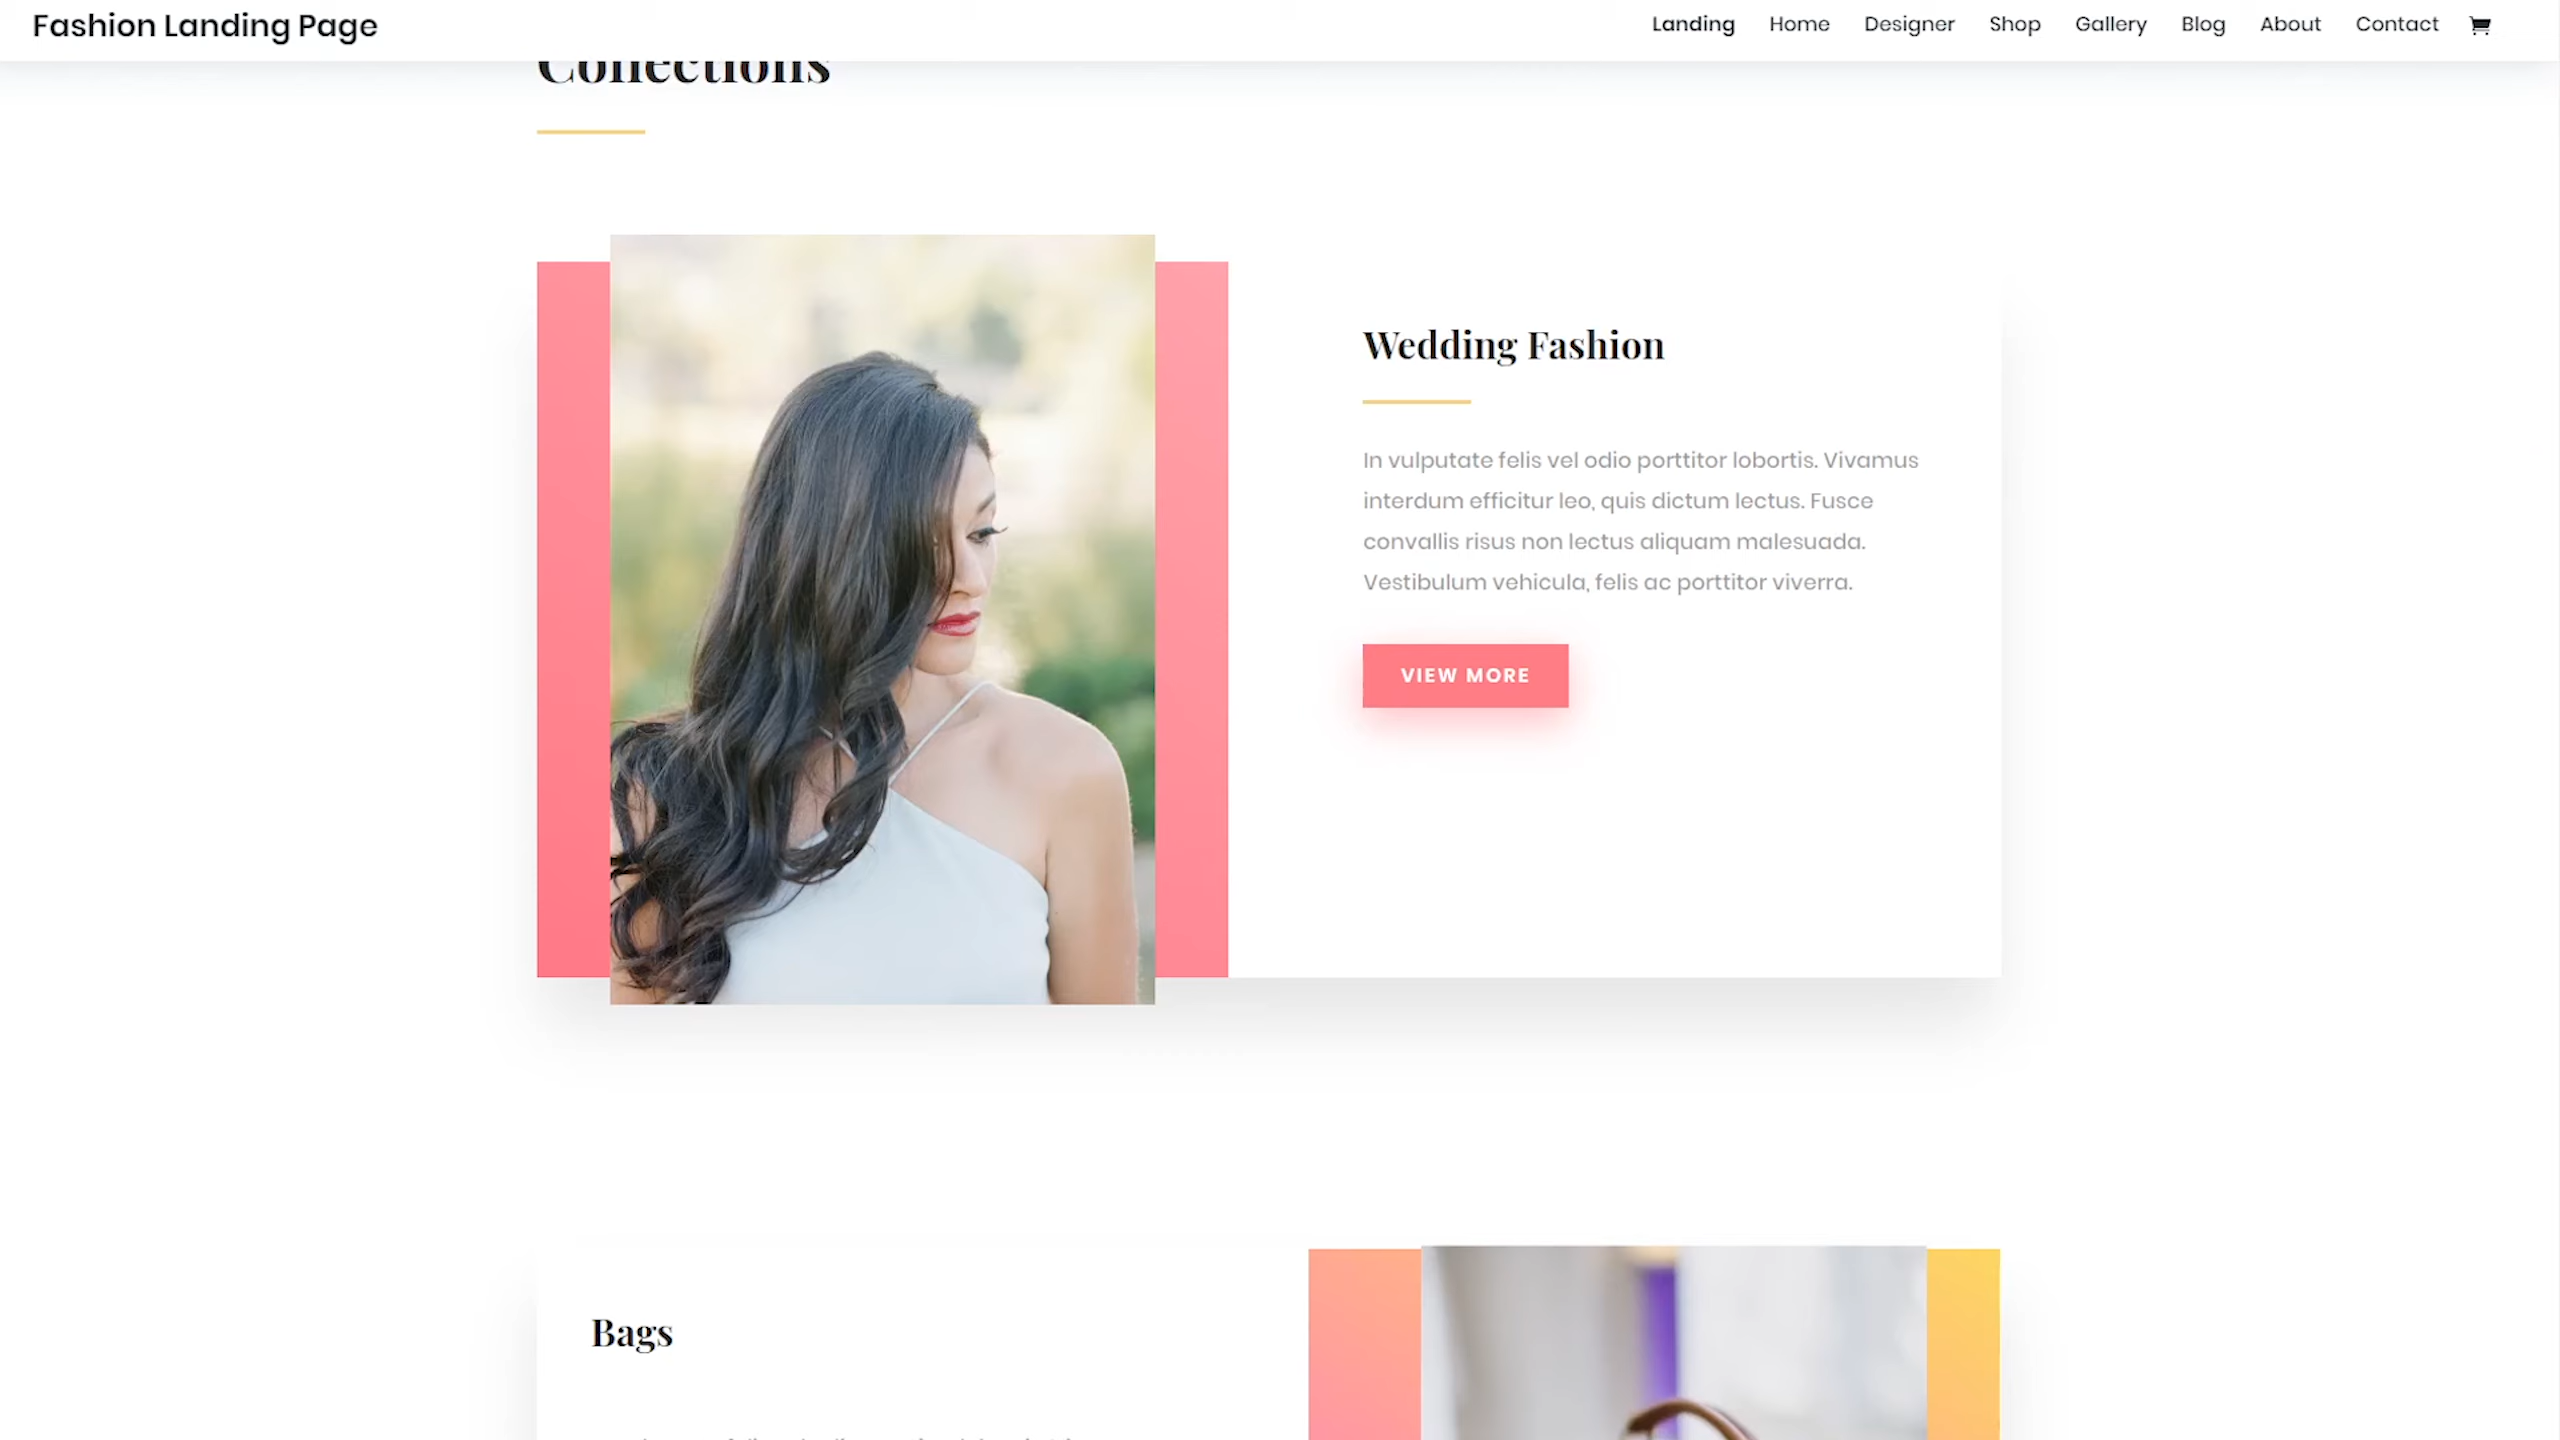 Fashion Landing Page
Landing Home Designer Shop Gallery Blog About Contact
Collections
Wedding Fashion
In vulputate felis vel odio porttitor lobortis. Vivamus
interdum efficitur leo, quis dictum lectus. Fusce
convallis risus non lectus aliquam malesuada.
Vestibulum vehicula, felis ac porttitor viverra.
VIEW MORE
Bags